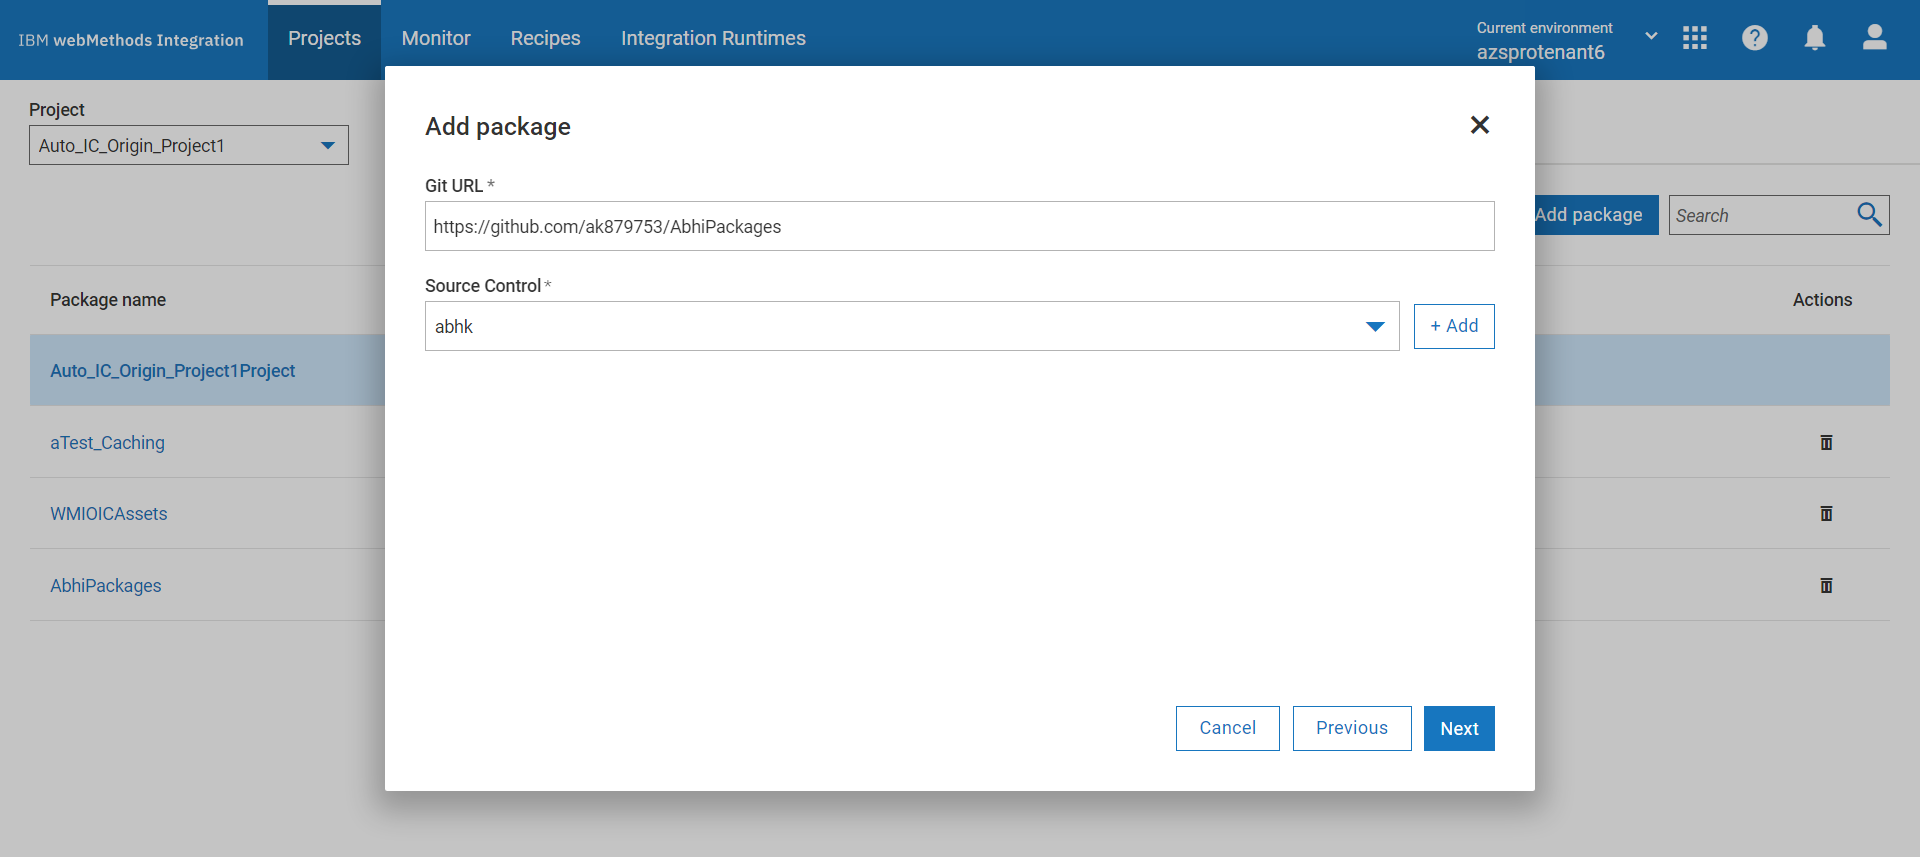 IBM webMethods Integration
Projects
Monitor
Recipes
Integration Runtimes
Current environment
azsprotenant6
Project
Auto_IC_Origin_Project1
Add package
Search
Package name
Actions
Auto_IC_Origin_Project1Project
aTest_Caching
WMIOICAssets
AbhiPackages
Add package
Git URL *
https://github.com/ak879753/AbhiPackages
Source Control *
abhk
+ Add
Cancel
Previous
Next